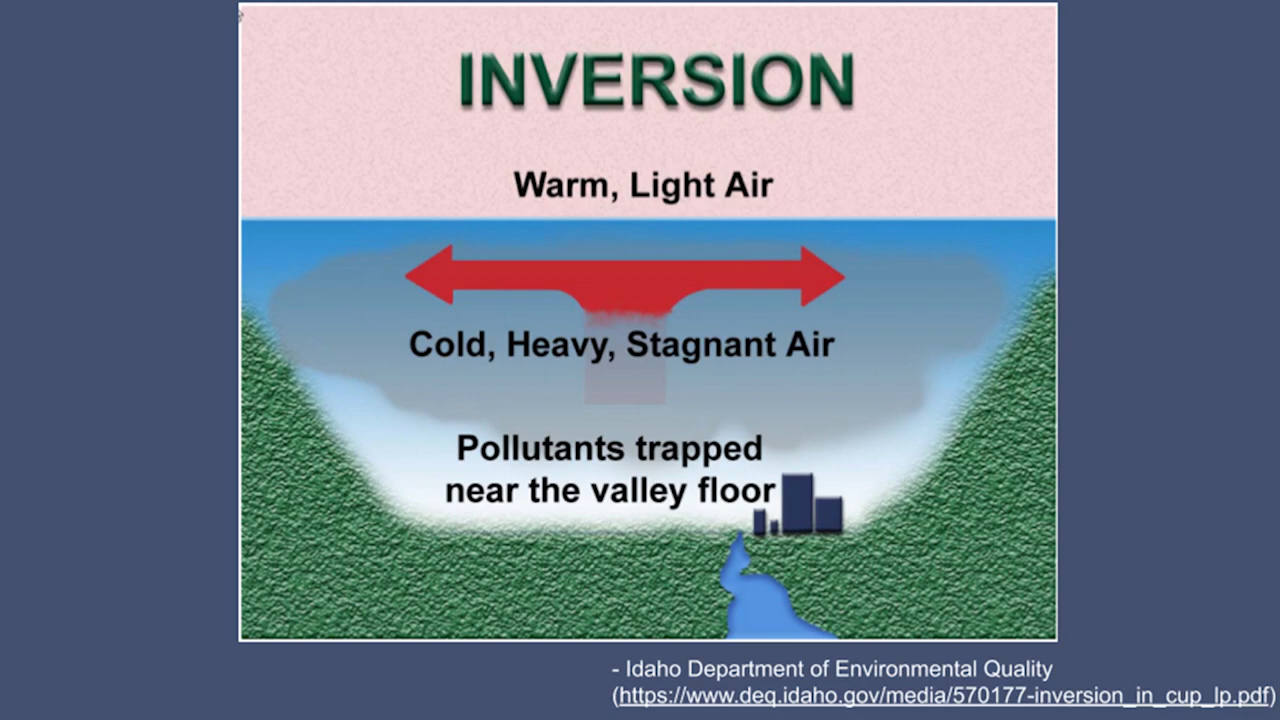 INVERSION
Warm, Light Air
Cold, Heavy, Stagnant Air
Pollutants trapped
near the valley floor
- Idaho Department of Environmental Quality
(https://www.deq.idaho.gov/media/570177-inversion_in_cup_lp.pdf)